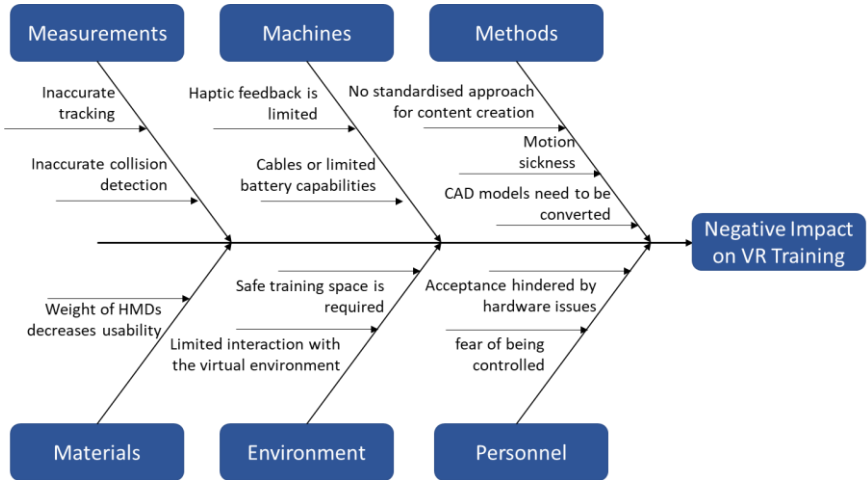 Measurements
Machines
Methods
Inaccurate
tracking
Haptic feedback is
limited
No standardised approach
for content creation
Motion
sickness
Inaccurate collision
detection
Cables or limited
battery capabilities
CAD models need to be
converted
Negative Impact
on VR Training
Weight of HMDs
decreases usability
Safe training space is
required
Acceptance hindered by
hardware issues
Limited interaction with
the virtual environment
fear of being
controlled
Materials
Environment
Personnel